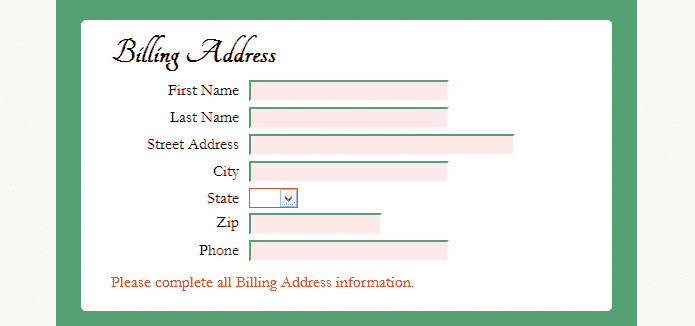 Billing Address
First Name
Last Name
Street Address
City
State
Zip
Phone
Please complete all Billing Address information.